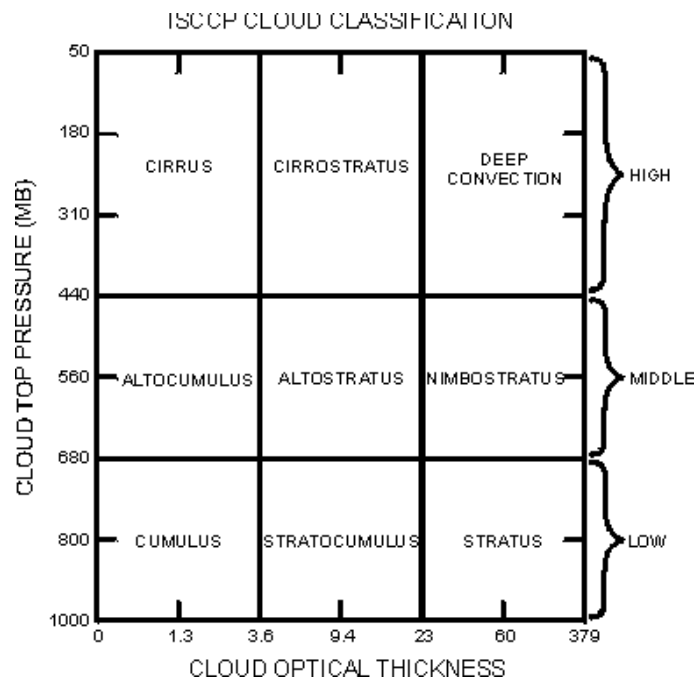 ISCCP CLOUD CLASSIFICAITON
50
180
310
440
560
680
800
1000
CLOUD TOP PRESSURE (MB)
CIRRUS
CIRROSTRATUS
DEEP
CONVECTION
HIGH
ALTOCUMULUS
ALTOSTRATUS
NIMBOSTRATUS
MIDDLE
CUMULUS
STRATOCUMULUS
STRATUS
LOW
0
1.3
3.6
9.4
23
60
379
CLOUD OPTICAL THICKNESS